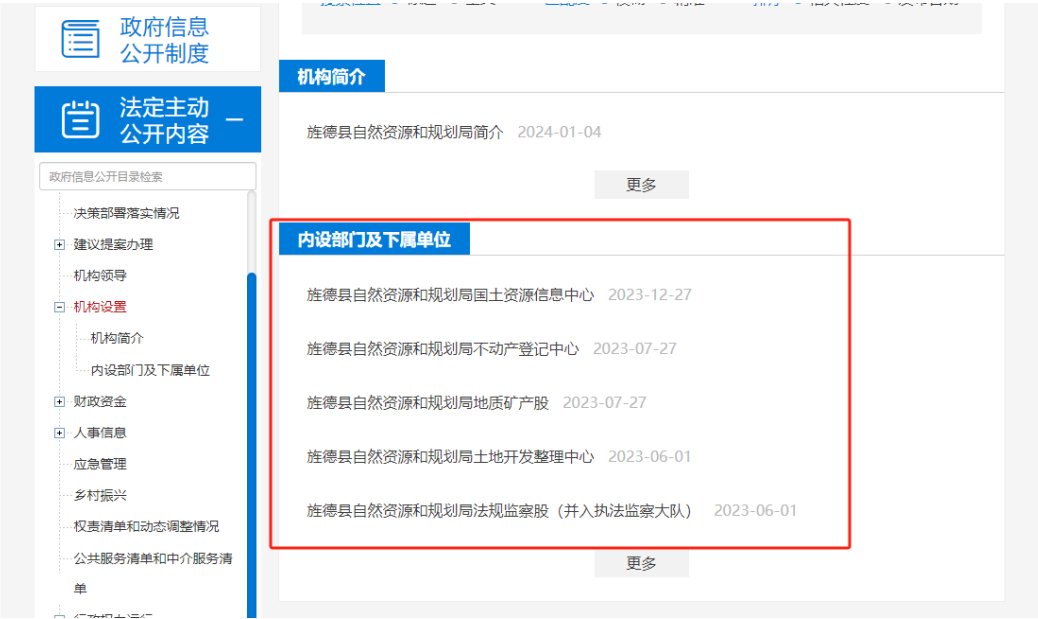 政府信息
公开制度
法定主动
公开内容
政府信息公开目录检索
决策部署落实情况
建议提案办理
机构领导
机构设置
机构简介
内设部门及下属单位
财政资金
人事信息
应急管理
乡村振兴
权责清单和动态调整情况
公共服务清单和中介服务清
单
机构简介
旌德县自然资源和规划局简介 2024-01-04
更多
内设部门及下属单位
旌德县自然资源和规划局国土资源信息中心 2023-12-27
旌德县自然资源和规划局不动产登记中心 2023-07-27
旌德县自然资源和规划局地质矿产股 2023-07-27
旌德县自然资源和规划局土地开发整理中心 2023-06-01
旌德县自然资源和规划局法规监察股（并入执法监察大队） 2023-06-01
更多